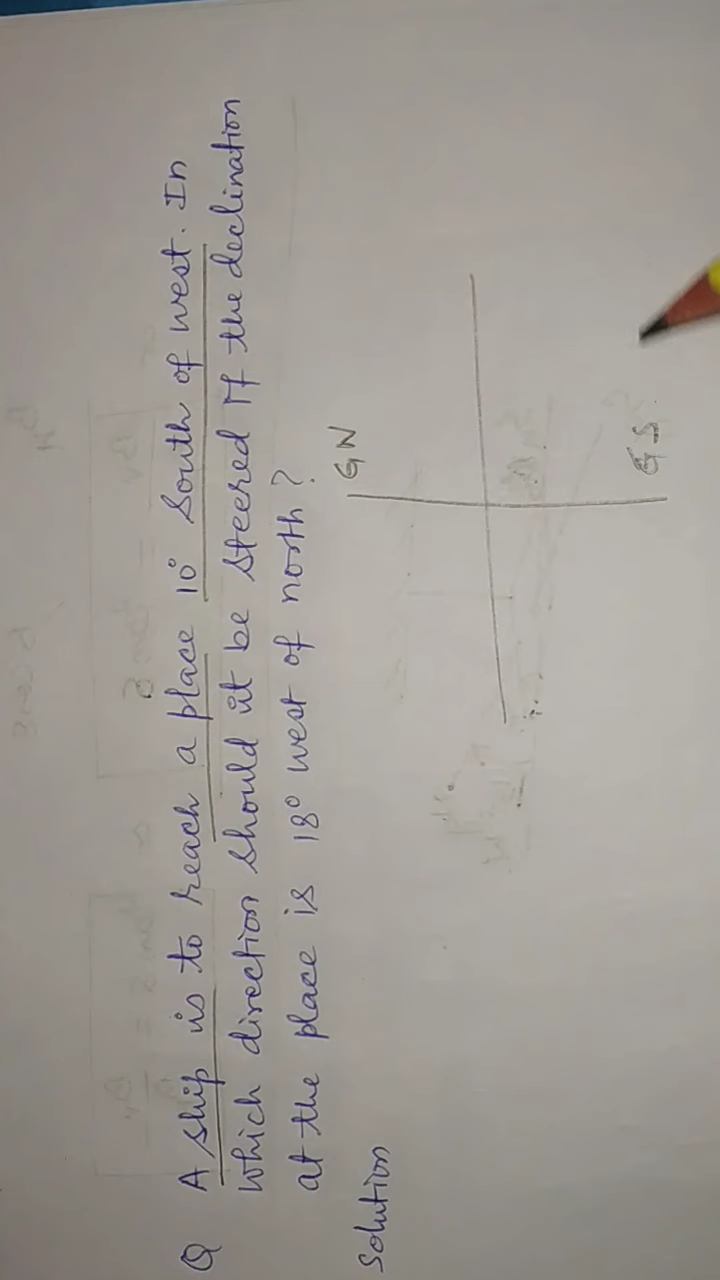 Q A ship is to reach a place 10° South of west. In
which direction should it be steered if the declination
at the place is 18° west of north?
Solution
GN
GS